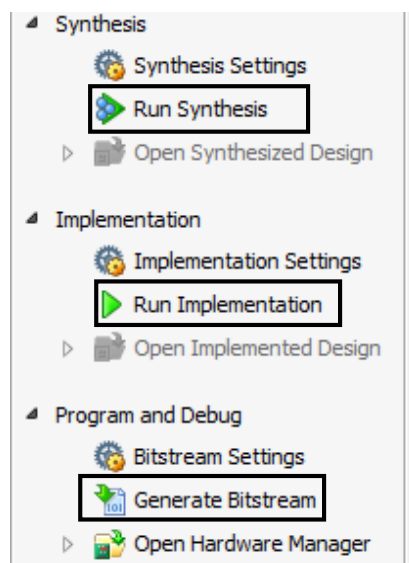 Synthesis
Synthesis Settings
Run Synthesis
Open Synthesized Design
Implementation
Implementation Settings
Run Implementation
Open Implemented Design
Program and Debug
Bitstream Settings
Generate Bitstream
Open Hardware Manager